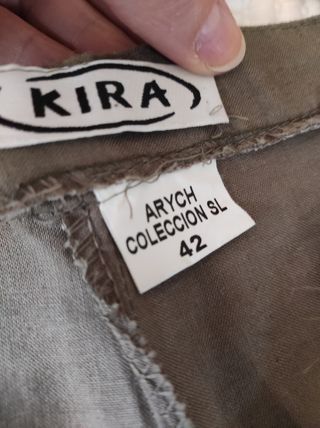 KIRA
ARYCH
COLECCION SL
42